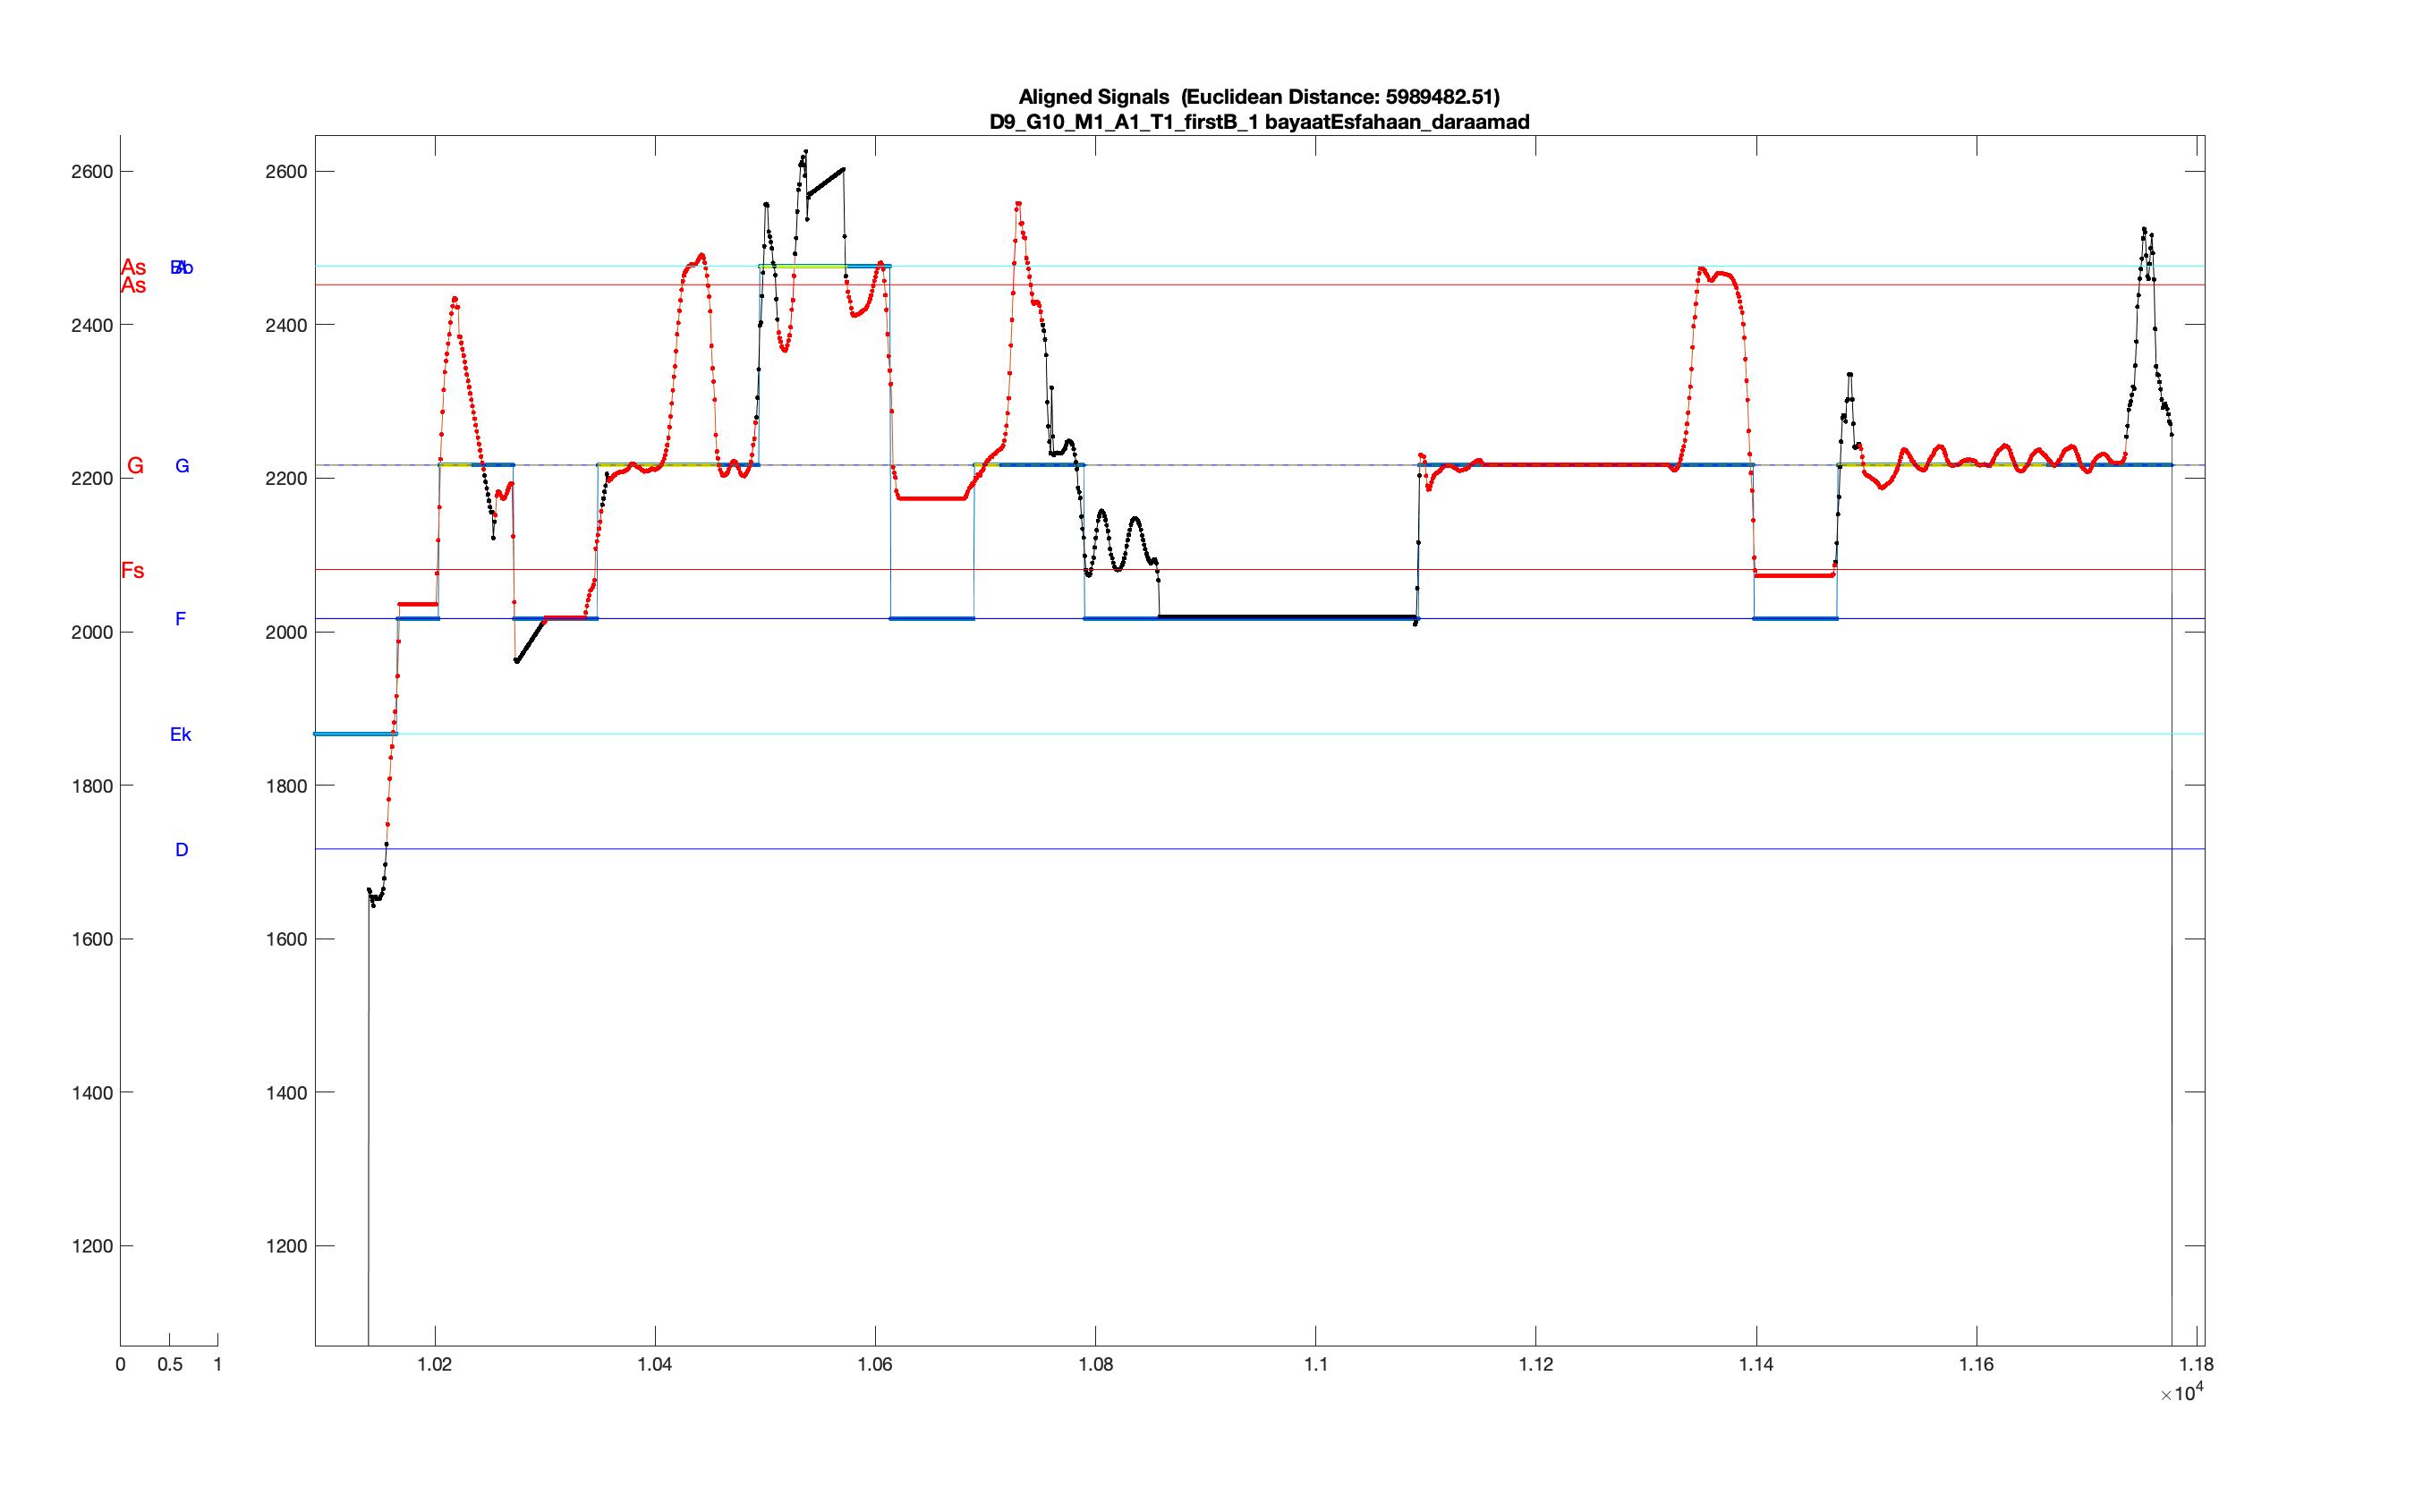 Aligned Signals (Euclidean Distance: 5989482.51)
D9_G10_M1_A1_T1_firstB_1 bayaatEsfahaan_daraamad
2600 2600
As
As
2400 2400
G G
2200 2200
Fs
F
2000 2000
Ek
1800 1800
D
1600 1600
1400 1400
1200 1200
0 0.5 1 1.02 1.04 1.06 1.08 1.1 1.12 1.14 1.16 1.18
×10⁴